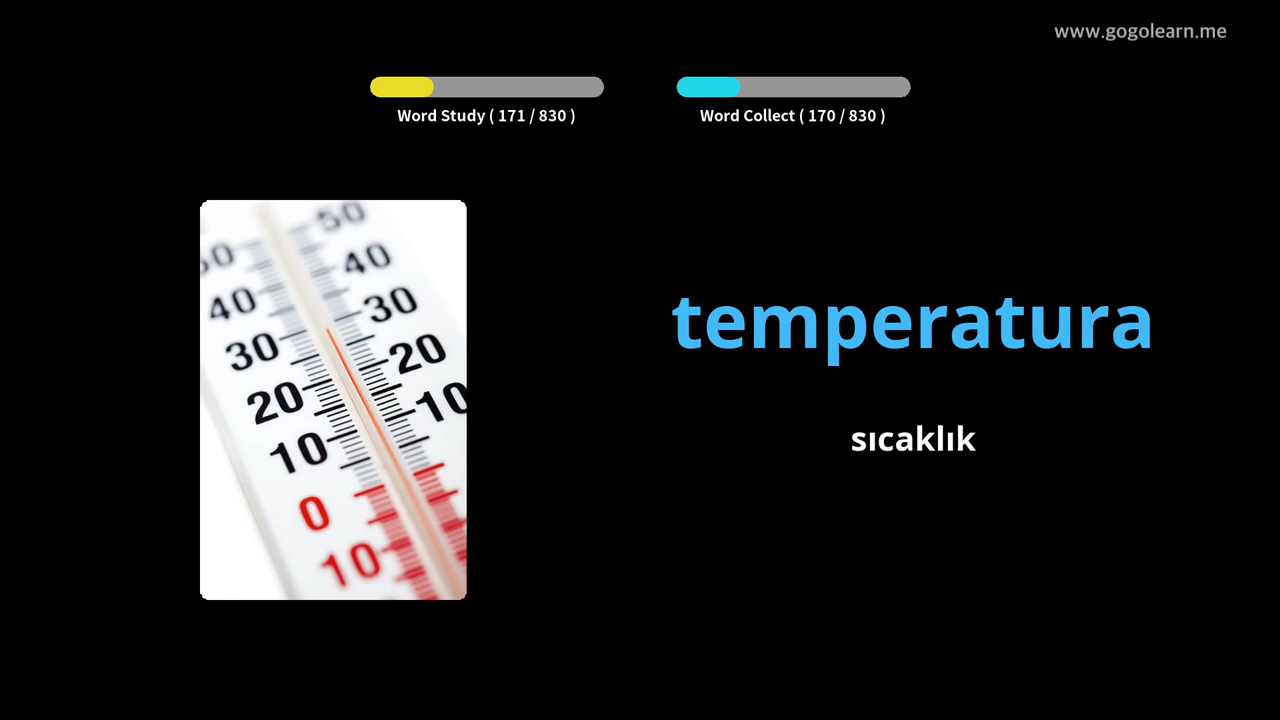 www.gogolearn.me
Word Study ( 171 / 830 )
Word Collect ( 170 / 830 )
50
40
40
30
30
20
20
10
10
0
10
temperatura
sıcaklık